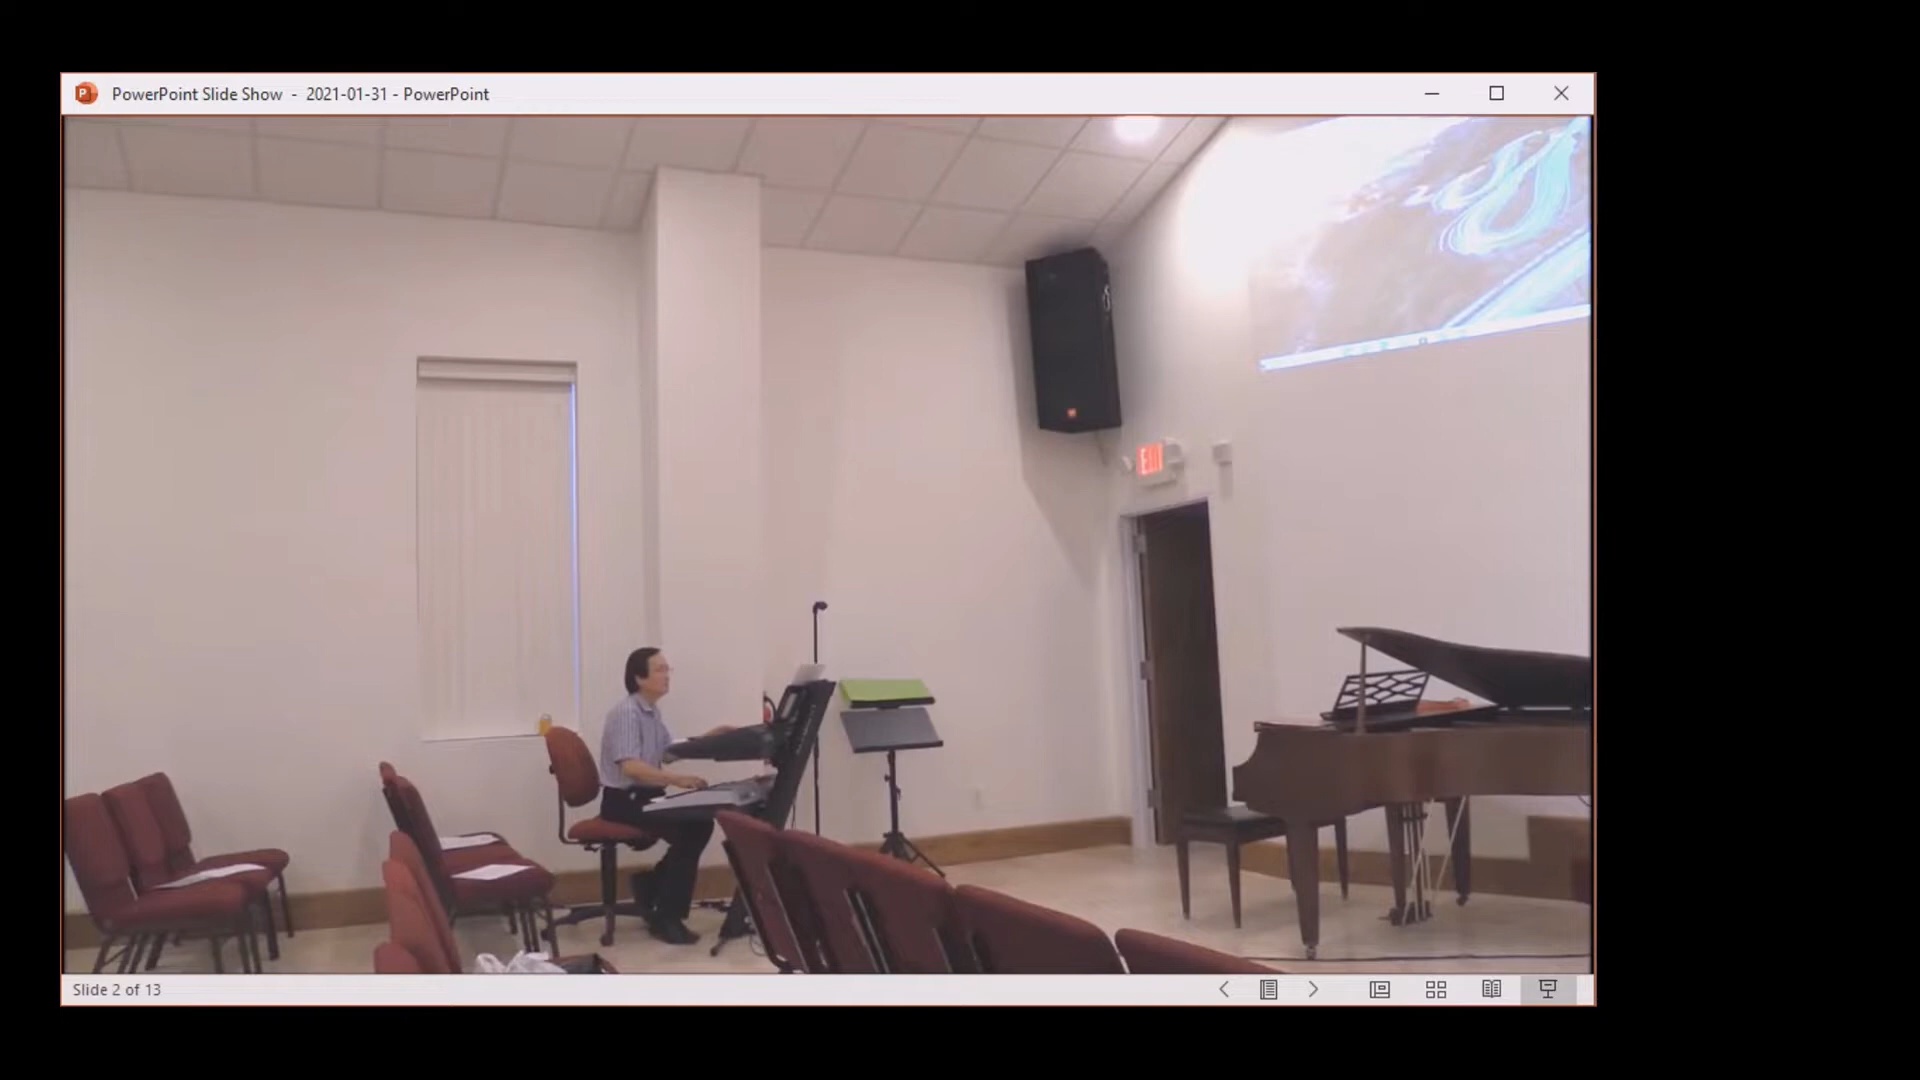 PowerPoint Slide Show - 2021-01-31 - PowerPoint
EXIT
Slide 2 of 13